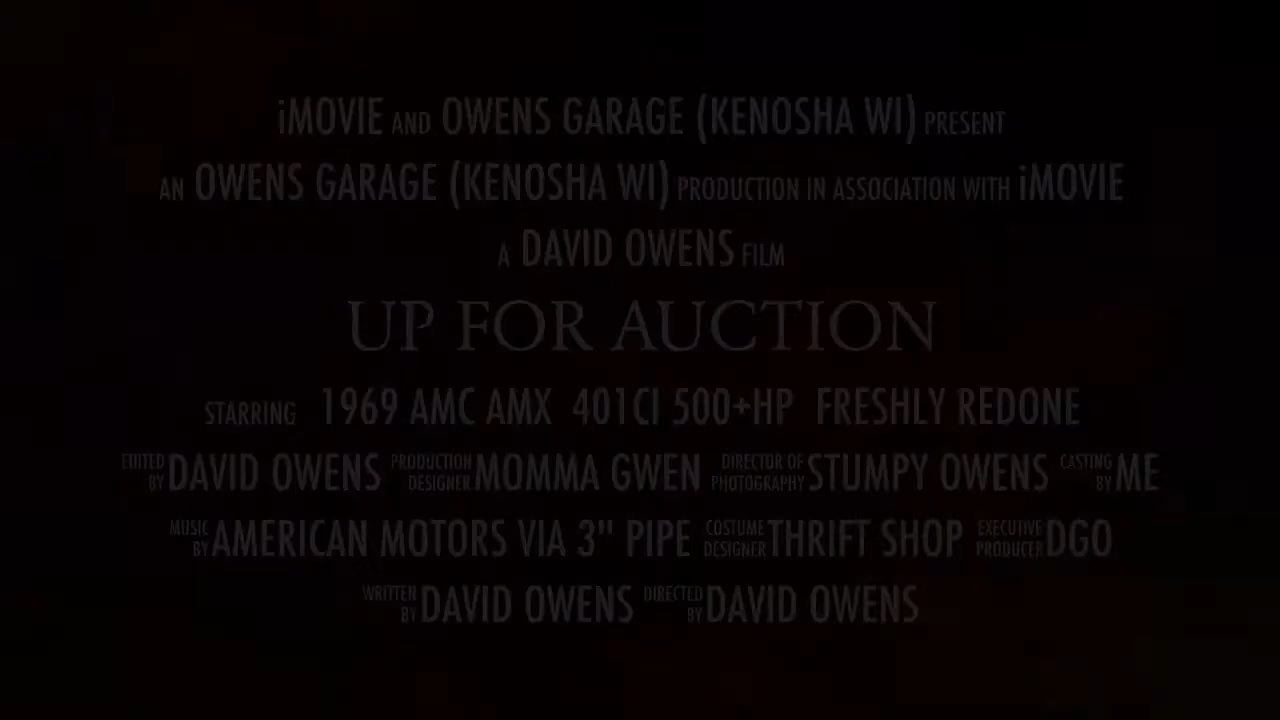 iMOVIE AND OWENS GARAGE (KENOSHA WI) PRESENT
AN OWENS GARAGE (KENOSHA WI) PRODUCTION IN ASSOCIATION WITH iMOVIE
A DAVID OWENS FILM
UP FOR AUCTION
STARRING 1969 AMC AMX 401CI 500+HP FRESHLY REDONE
EDITED BY DAVID OWENS PRODUCTION DESIGNER MOMMA GWEN DIRECTOR OF PHOTOGRAPHY STUMPY OWENS CASTING BY ME
MUSIC BY AMERICAN MOTORS VIA 3" PIPE COSTUME DESIGNER THRIFT SHOP EXECUTIVE PRODUCER DGO
WRITTEN BY DAVID OWENS DIRECTED BY DAVID OWENS